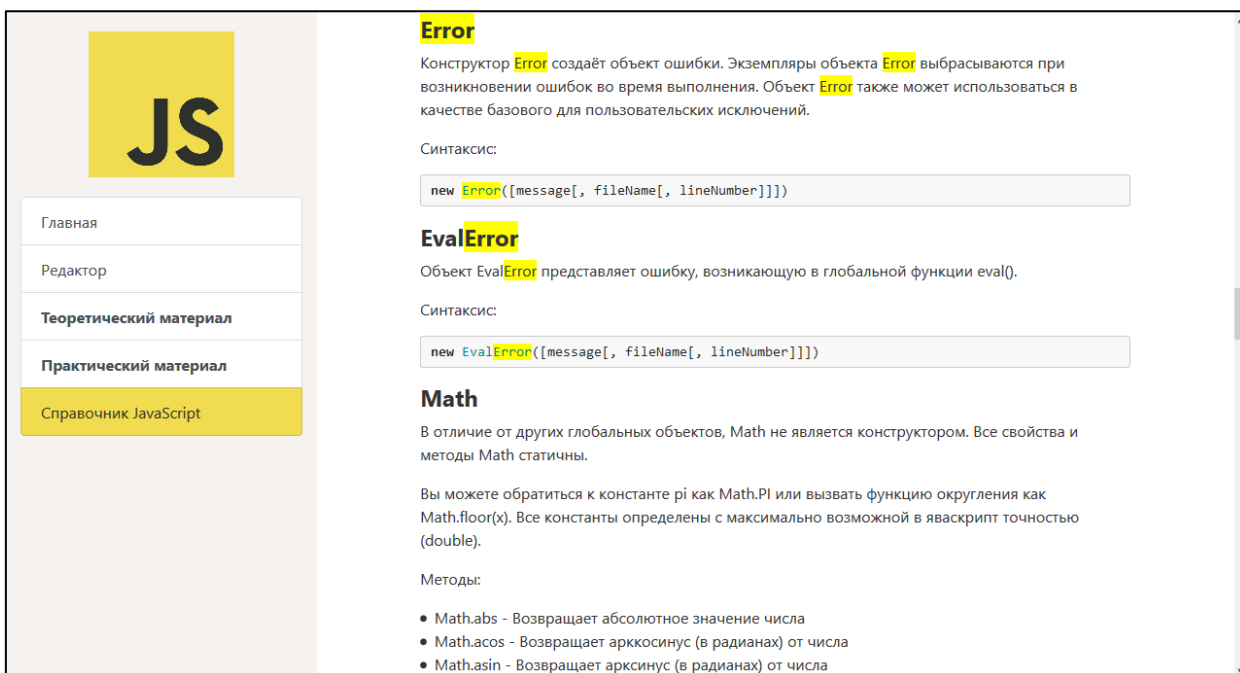 JS
Главная
Редактор
Теоретический материал
Практический материал
Справочник JavaScript
Error
Конструктор Error создаёт объект ошибки. Экземпляры объекта Error выбрасываются при
возникновении ошибок во время выполнения. Объект Error также может использоваться в
качестве базового для пользовательских исключений.
Синтаксис:
new Error([message[, fileName[, lineNumber]]])
EvalError
Объект EvalError представляет ошибку, возникающую в глобальной функции eval().
Синтаксис:
new EvalError([message[, fileName[, lineNumber]]])
Math
В отличие от других глобальных объектов, Math не является конструктором. Все свойства и
методы Math статичны.
Вы можете обратиться к константе pi как Math.PI или вызвать функцию округления как
Math.floor(x). Все константы определены с максимально возможной в яваскрипт точностью
(double).
Методы:
• Math.abs - Возвращает абсолютное значение числа
• Math.acos - Возвращает арккосинус (в радианах) от числа
• Math.asin - Возвращает арксинус (в радианах) от числа